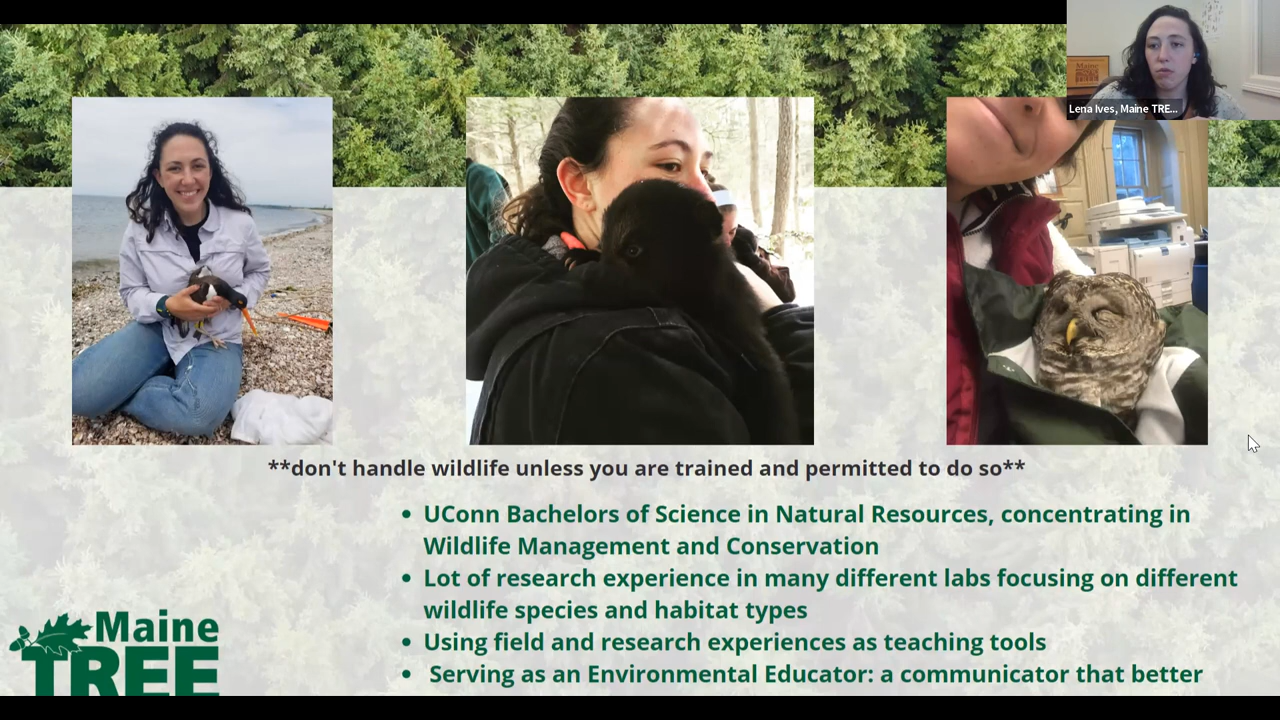 Lena Ives, Maine TRE...
**don't handle wildlife unless you are trained and permitted to do so**
• UConn Bachelors of Science in Natural Resources, concentrating in
Wildlife Management and Conservation
• Lot of research experience in many different labs focusing on different
wildlife species and habitat types
• Using field and research experiences as teaching tools
• Serving as an Environmental Educator: a communicator that better
Maine
TREE